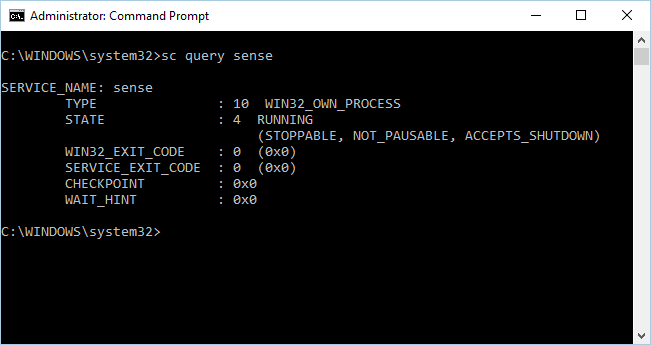 Administrator: Command Prompt
C:\WINDOWS\system32>sc query sense
SERVICE_NAME: sense
        TYPE               : 10  WIN32_OWN_PROCESS
        STATE              : 4  RUNNING
                                (STOPPABLE, NOT_PAUSABLE, ACCEPTS_SHUTDOWN)
        WIN32_EXIT_CODE    : 0  (0x0)
        SERVICE_EXIT_CODE  : 0  (0x0)
        CHECKPOINT         : 0x0
        WAIT_HINT          : 0x0
C:\WINDOWS\system32>